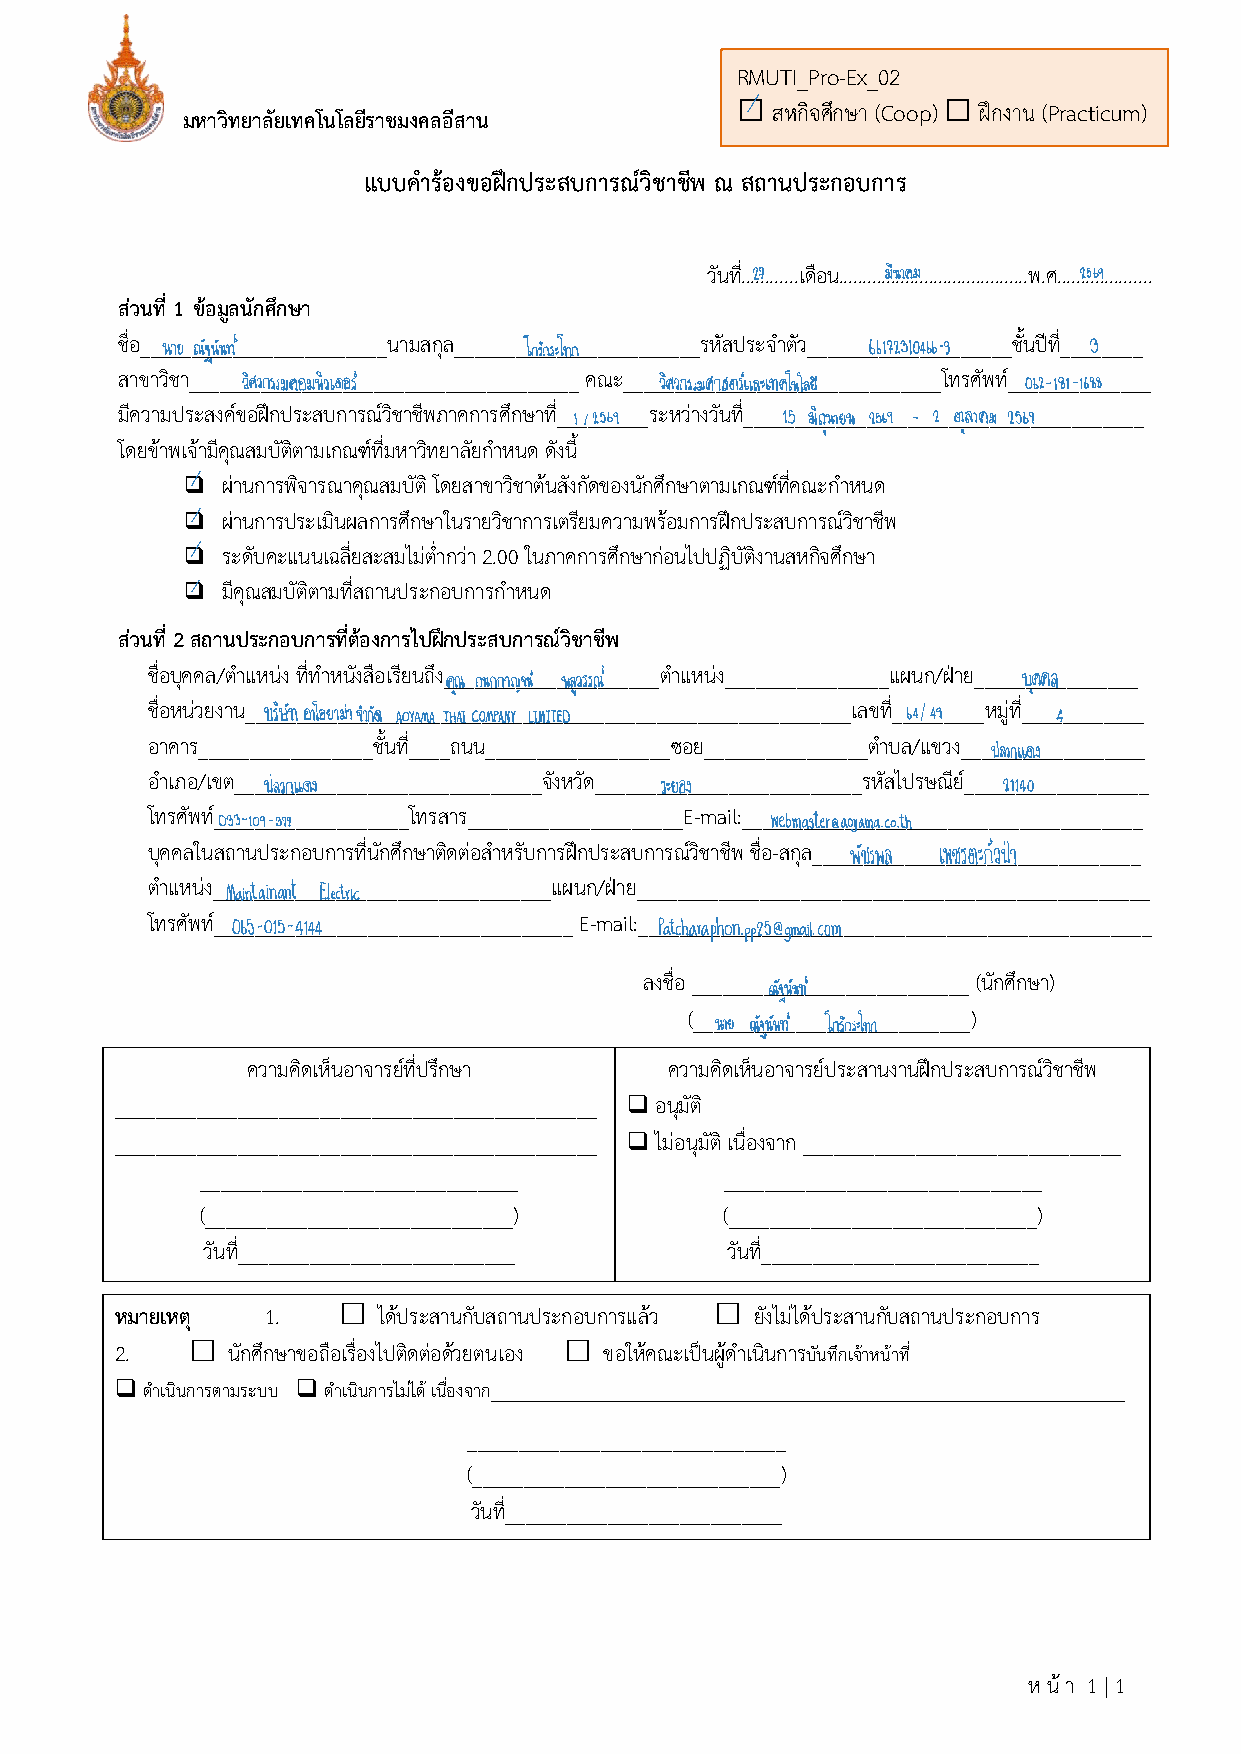 RMUTI_Pro-Ex_02
☑ สหกิจศึกษา (Coop) ☐ ฝึกงาน (Practicum)
มหาวิทยาลัยเทคโนโลยีราชมงคลอีสาน
แบบคำร้องขอฝึกประสบการณ์วิชาชีพ ณ สถานประกอบการ
วันที่ 27 เดือน มีนาคม พ.ศ. 2569
ส่วนที่ 1 ข้อมูลนักศึกษา
ชื่อ นาย ณัฐนันท์ นามสกุล โกรีกระโทก รหัสประจำตัว 66172310466-3 ชั้นปีที่ 3
สาขาวิชา วิศวกรรมคอมพิวเตอร์ คณะ วิศวกรรมศาสตร์และเทคโนโลยี โทรศัพท์ 062-191-1688
มีความประสงค์ขอฝึกประสบการณ์วิชาชีพภาคการศึกษาที่ 1/2569 ระหว่างวันที่ 15 มิถุนายน 2569 - 2 ตุลาคม 2569
โดยข้าพเจ้ามีคุณสมบัติตามเกณฑ์ที่มหาวิทยาลัยกำหนด ดังนี้
☑ ผ่านการพิจารณาคุณสมบัติ โดยสาขาวิชาต้นสังกัดของนักศึกษาตามเกณฑ์ที่คณะกำหนด
☑ ผ่านการประเมินผลการศึกษาในรายวิชาการเตรียมความพร้อมการฝึกประสบการณ์วิชาชีพ
☑ ระดับคะแนนเฉลี่ยสะสมไม่ต่ำกว่า 2.00 ในภาคการศึกษาก่อนไปปฏิบัติงานสหกิจศึกษา
☑ มีคุณสมบัติตามที่สถานประกอบการกำหนด
ส่วนที่ 2 สถานประกอบการที่ต้องการไปฝึกประสบการณ์วิชาชีพ
ชื่อบุคคล/ตำแหน่ง ที่ทำหนังสือเรียนถึง คุณ กนกกาญจน์ พลูวรรณ์ ตำแหน่ง แผนก/ฝ่าย บุคคล
ชื่อหน่วยงาน บริษัท อาโอยาม่า จำกัด AOYAMA THAI COMPANY LIMITED เลขที่ 64/49 หมู่ที่ 4
อาคาร ชั้นที่ ถนน ซอย ตำบล/แขวง ปลวกแดง
อำเภอ/เขต ปลวกแดง จังหวัด ระยอง รหัสไปรษณีย์ 21140
โทรศัพท์ 033-109-377 โทรสาร E-mail: webmaster@aoyama.co.th
บุคคลในสถานประกอบการที่นักศึกษาติดต่อสำหรับการฝึกประสบการณ์วิชาชีพ ชื่อ-สกุล พัชรพล เพชรตะกั่วป่า
ตำแหน่ง Maintainant Electric แผนก/ฝ่าย
โทรศัพท์ 065-015-4144 E-mail: Patcharaphon.pp25@gmail.com
ลงชื่อ ณัฐนันท์ (นักศึกษา)
(นาย ณัฐนันท์ โกรีกระโทก)
ความคิดเห็นอาจารย์ที่ปรึกษา ความคิดเห็นอาจารย์ประสานงานฝึกประสบการณ์วิชาชีพ
❑ อนุมัติ
❑ ไม่อนุมัติ เนื่องจาก
( ) ( )
วันที่ วันที่
หมายเหตุ 1. ☐ ได้ประสานกับสถานประกอบการแล้ว ☐ ยังไม่ได้ประสานกับสถานประกอบการ
2. ☐ นักศึกษาขอถือเรื่องไปติดต่อด้วยตนเอง ☐ ขอให้คณะเป็นผู้ดำเนินการบันทึกเจ้าหน้าที่
❑ ดำเนินการตามระบบ ❑ ดำเนินการไม่ได้ เนื่องจาก
( )
วันที่
ห น้ า 1 | 1